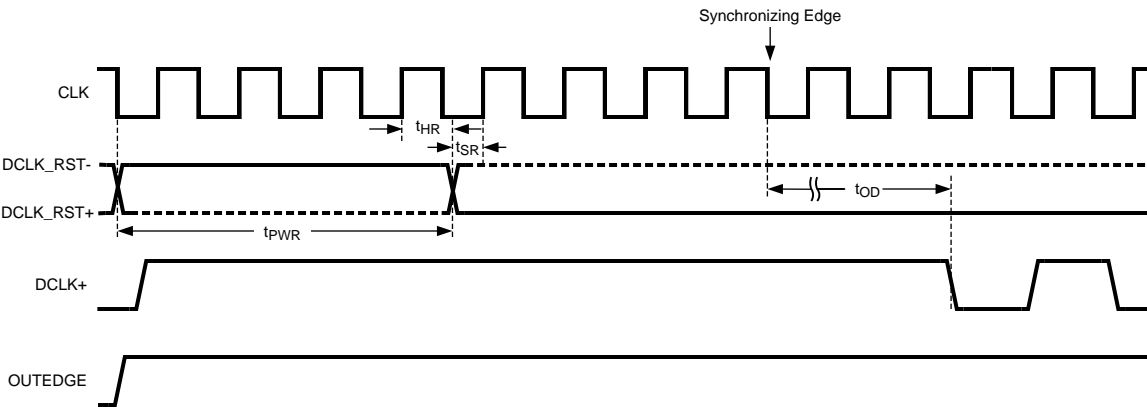 Synchronizing Edge
CLK
tHR
tSR
DCLK_RST-
tOD
DCLK_RST+
tPWR
DCLK+
OUTEDGE